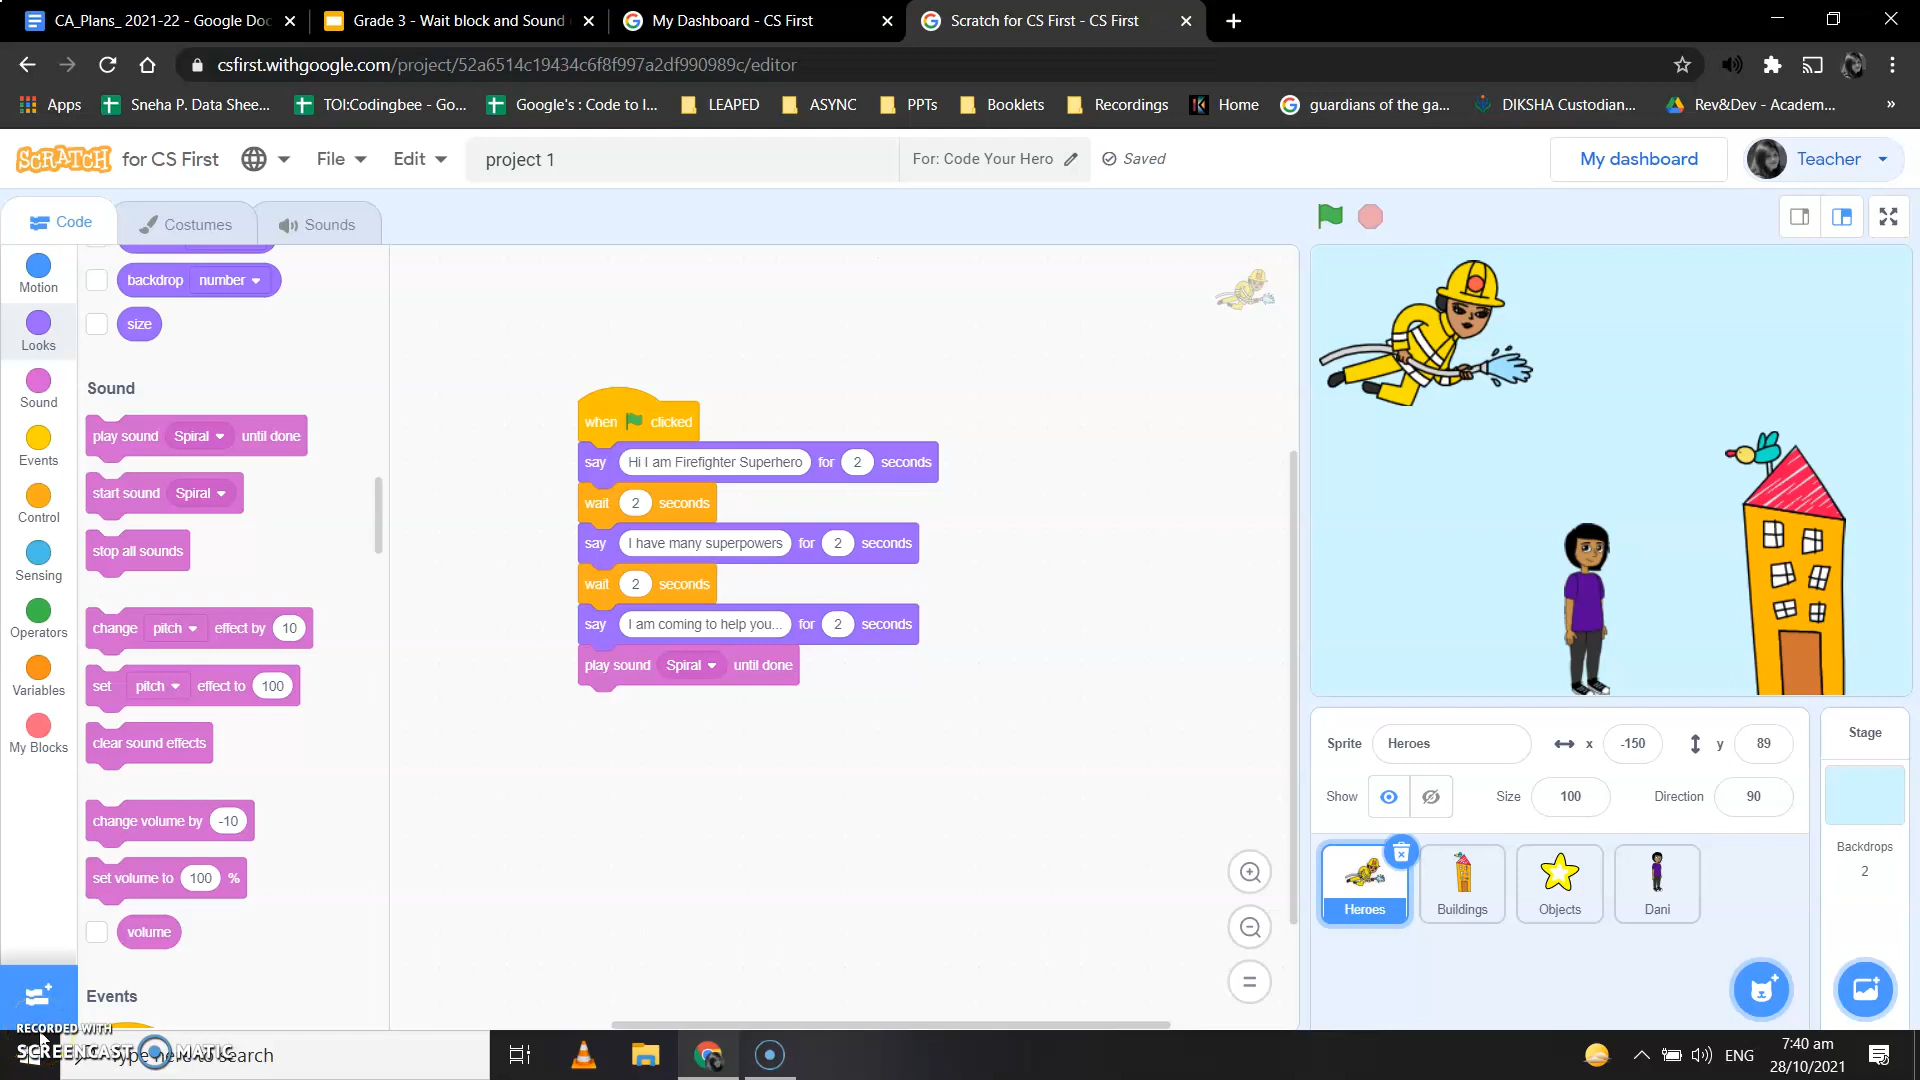 CA_Plans_ 2021-22 - Google Doc
Grade 3 - Wait block and Sound
My Dashboard - CS First
Scratch for CS First - CS First
csfirst.withgoogle.com/project/52a6514c19434c6f8f997a2df990989c/editor
Apps
Sneha P. Data Shee...
TOI:Codingbee - Go...
Google's : Code to l...
LEAPED
ASYNC
PPTs
Booklets
Recordings
Home
guardians of the ga...
DIKSHA Custodian...
Rev&Dev - Academ...
»
SCRATCH for CS First
File
Edit
project 1
For: Code Your Hero
Saved
My dashboard
Teacher
Code
Costumes
Sounds
Motion
Looks
Sound
Events
Control
Sensing
Operators
Variables
My Blocks
backdrop number
size
Sound
play sound Spiral until done
start sound Spiral
stop all sounds
change pitch effect by 10
set pitch effect to 100
clear sound effects
change volume by -10
set volume to 100 %
volume
Events
when clicked
say Hi I am Firefighter Superhero for 2 seconds
wait 2 seconds
say I have many superpowers for 2 seconds
wait 2 seconds
say I am coming to help you... for 2 seconds
play sound Spiral until done
Sprite Heroes x -150 y 89
Show Size 100 Direction 90
Heroes
Buildings
Objects
Dani
Stage
Backdrops
2
RECORDED WITH
SCREENCAST MATIC
Type here to search
ENG
7:40 am
28/10/2021